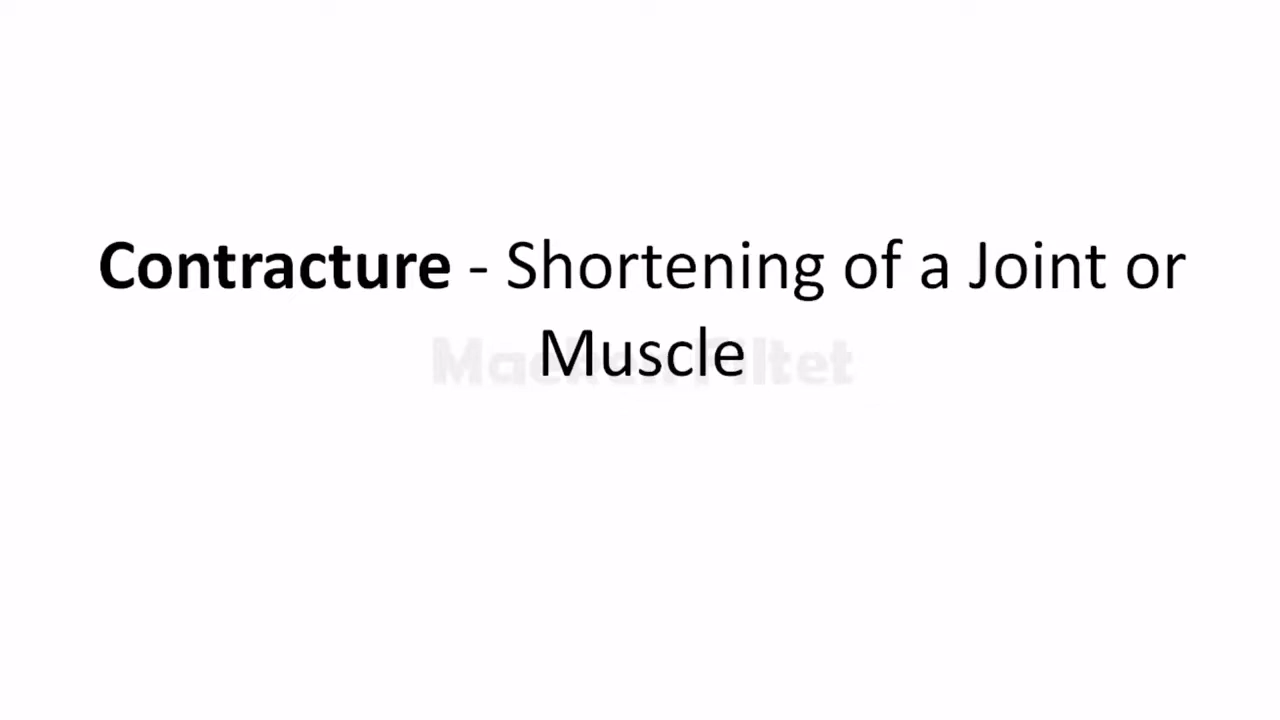 Contracture - Shortening of a Joint or
Muscle